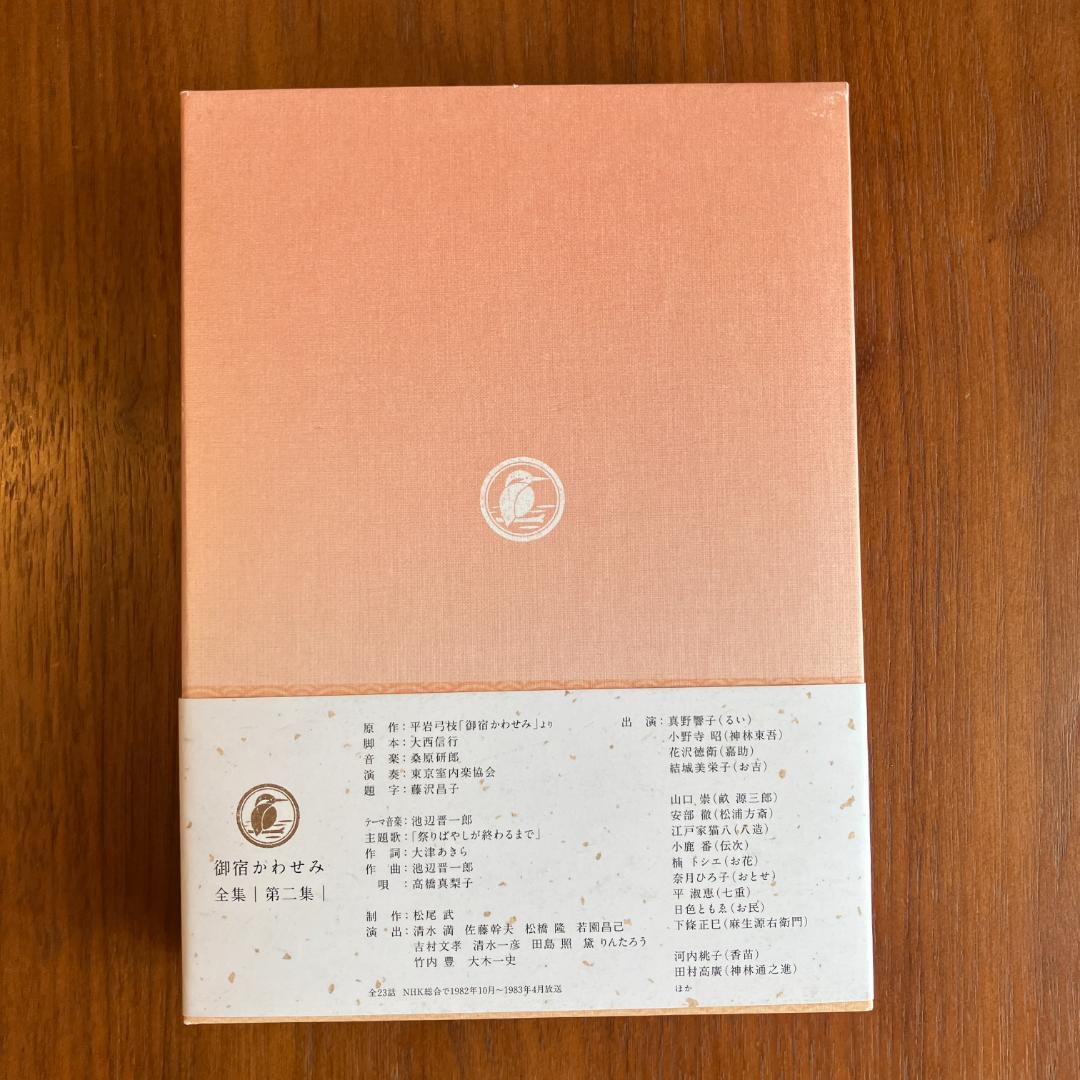 御宿かわせみ
全集|第二集|
原 作:平岩弓枝「御宿かわせみ」より
脚 本:大西信行
音 楽:桑原研郎
演 奏:東京室内楽協会
題 字:藤沢昌子
テーマ音楽:池辺晋一郎
主題歌:「祭りばやしが終わるまで」
作 詞:大津あきら
作 曲:池辺晋一郎
唄 :高橋真梨子
制 作:松尾 武
演 出:清水 満 佐藤幹夫 松橋 隆 若園昌己
吉村文孝 清水一彦 田島 照 黛 りんたろう
竹内 豊 大木一史
全23話 NHK総合で1982年10月~1983年4月放送
出 演:真野響子(るい)
小野寺 昭(神林東吾)
花沢徳衛(嘉助)
結城美栄子(お吉)
山口 崇(畝 源三郎)
安部 徹(松浦方斎)
江戸家猫八(八造)
小鹿 番(伝次)
楠 トシエ(お花)
奈月ひろ子(おとせ)
平 淑恵(七重)
日色ともゑ(お民)
下條正巳(麻生源右衛門)
河内桃子(香苗)
田村高廣(神林通之進)
ほか